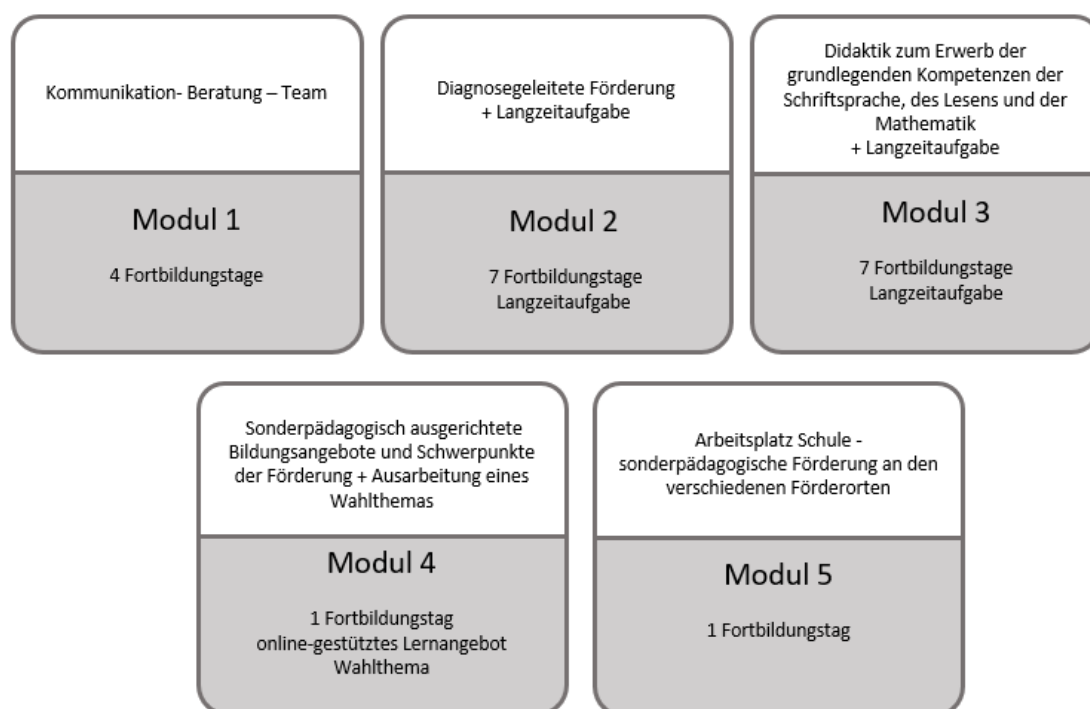 Kommunikation- Beratung – Team
Modul 1
4 Fortbildungstage
Diagnosegeleitete Förderung
+ Langzeitaufgabe
Modul 2
7 Fortbildungstage
Langzeitaufgabe
Didaktik zum Erwerb der
grundlegenden Kompetenzen der
Schriftsprache, des Lesens und der
Mathematik
+ Langzeitaufgabe
Modul 3
7 Fortbildungstage
Langzeitaufgabe
Sonderpädagogisch ausgerichtete
Bildungsangebote und Schwerpunkte
der Förderung + Ausarbeitung eines
Wahlthemas
Modul 4
1 Fortbildungstag
online-gestütztes Lernangebot
Wahlthema
Arbeitsplatz Schule -
sonderpädagogische Förderung an den
verschiedenen Förderorten
Modul 5
1 Fortbildungstag